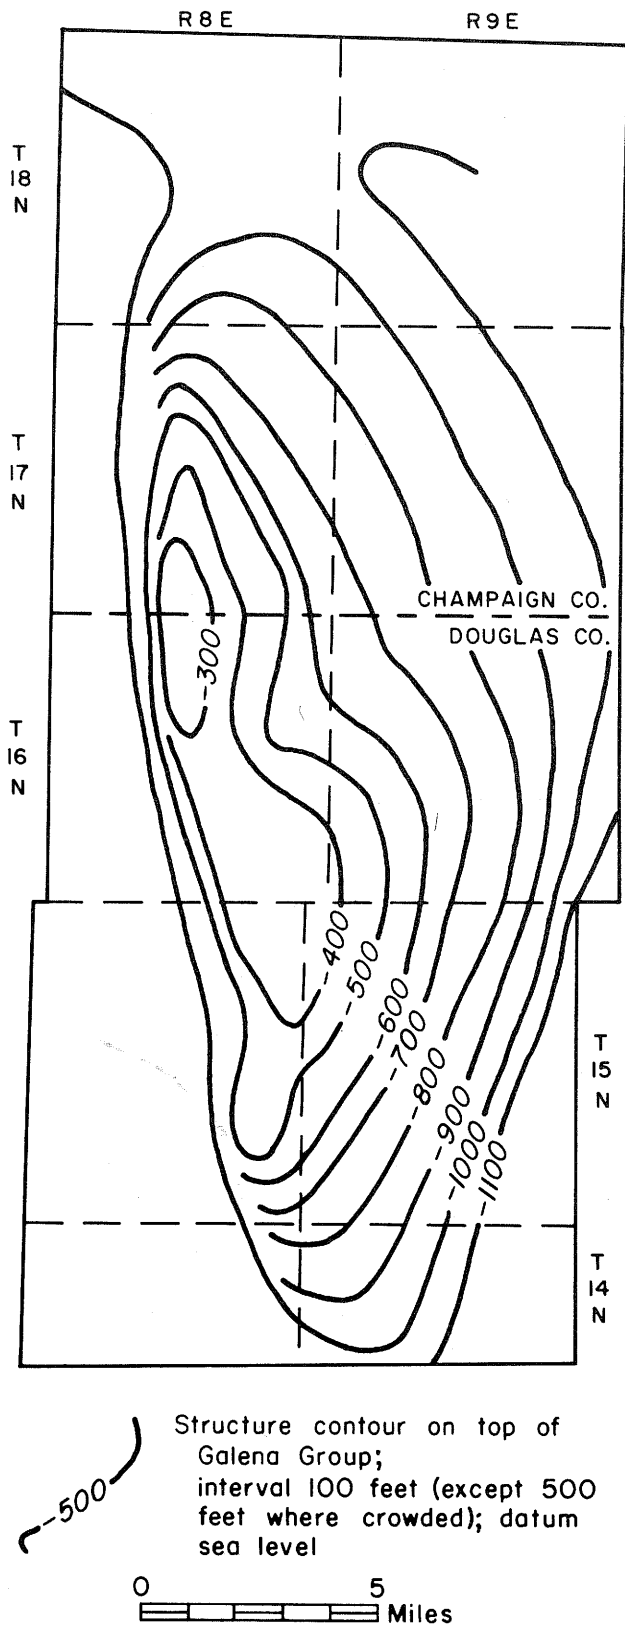 R 8 E
R 9 E
T
18
N
T
17
N
CHAMPAIGN CO.
DOUGLAS CO.
-300
T
16
N
-400
-500
-600
-700
-800
-900
-1000
-1100
T
15
N
T
14
N
Structure contour on top of
Galena Group;
interval 100 feet (except 500
feet where crowded); datum
sea level
-500
0
5
Miles